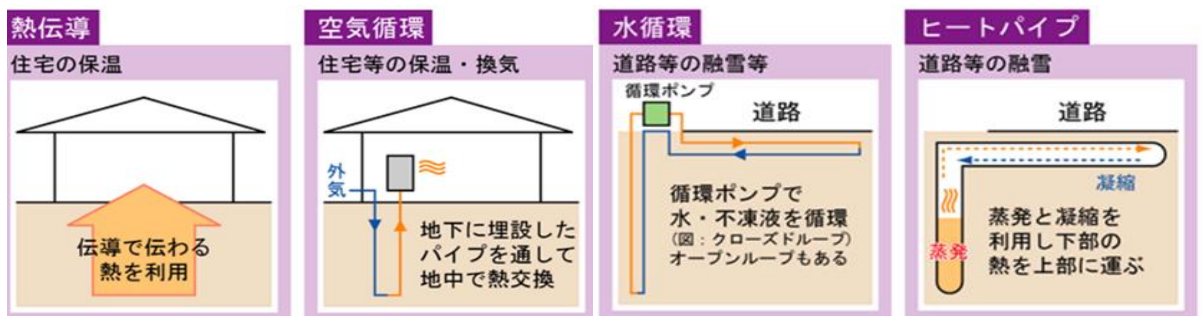 熱伝導
住宅の保温
伝導で伝わる
熱を利用
空気循環
住宅等の保温・換気
外
気
地下に埋設した
パイプを通して
地中で熱交換
水循環
道路等の融雪等
循環ポンプ
道路
循環ポンプで
水・不凍液を循環
(図：クローズドループ)
オープンループもある
ヒートパイプ
道路等の融雪
道路
凝縮
蒸発と凝縮を
利用し下部の
熱を上部に運ぶ
蒸発